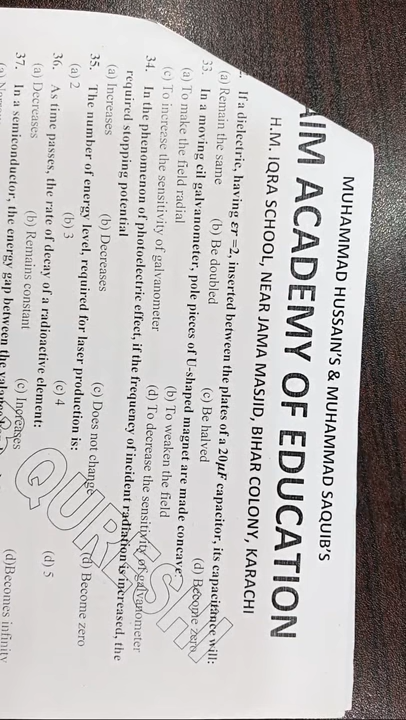 MUHAMMAD HUSSAIN'S & MUHAMMAD SAQUIB'S
AIM ACADEMY OF EDUCATION
H.M. IQRA SCHOOL, NEAR JAMA MASJID, BIHAR COLONY, KARACHI
If a dielectric, having εr =2, inserted between the plates of a 20μF capacitor, its capacitance will:
(a) Remain the same (b) Be doubled (c) Be halved (d) Become zero
33. In a moving cil galvanometer, pole pieces of U-shaped magnet are made concave:
(a) To make the field radial (b) To weaken the field
(c) To increase the sensitivity of galvanometer (d) To decrease the sensitivity of galvanometer
34. In the phenomenon of photoelectric effect, if the frequency of incident radiation is increased, the
required stopping potential
(a) Increases (b) Decreases (c) Does not change (d) Become zero
35. The number of energy level, required for laser production is:
(a) 2 (b) 3 (c) 4 (d) 5
36. As time passes, the rate of decay of a radioactive element:
(a) Decreases (b) Remains constant (c) Increases (d)Becomes infinity
37. In a semiconductor, the energy gap between the
QURESHI